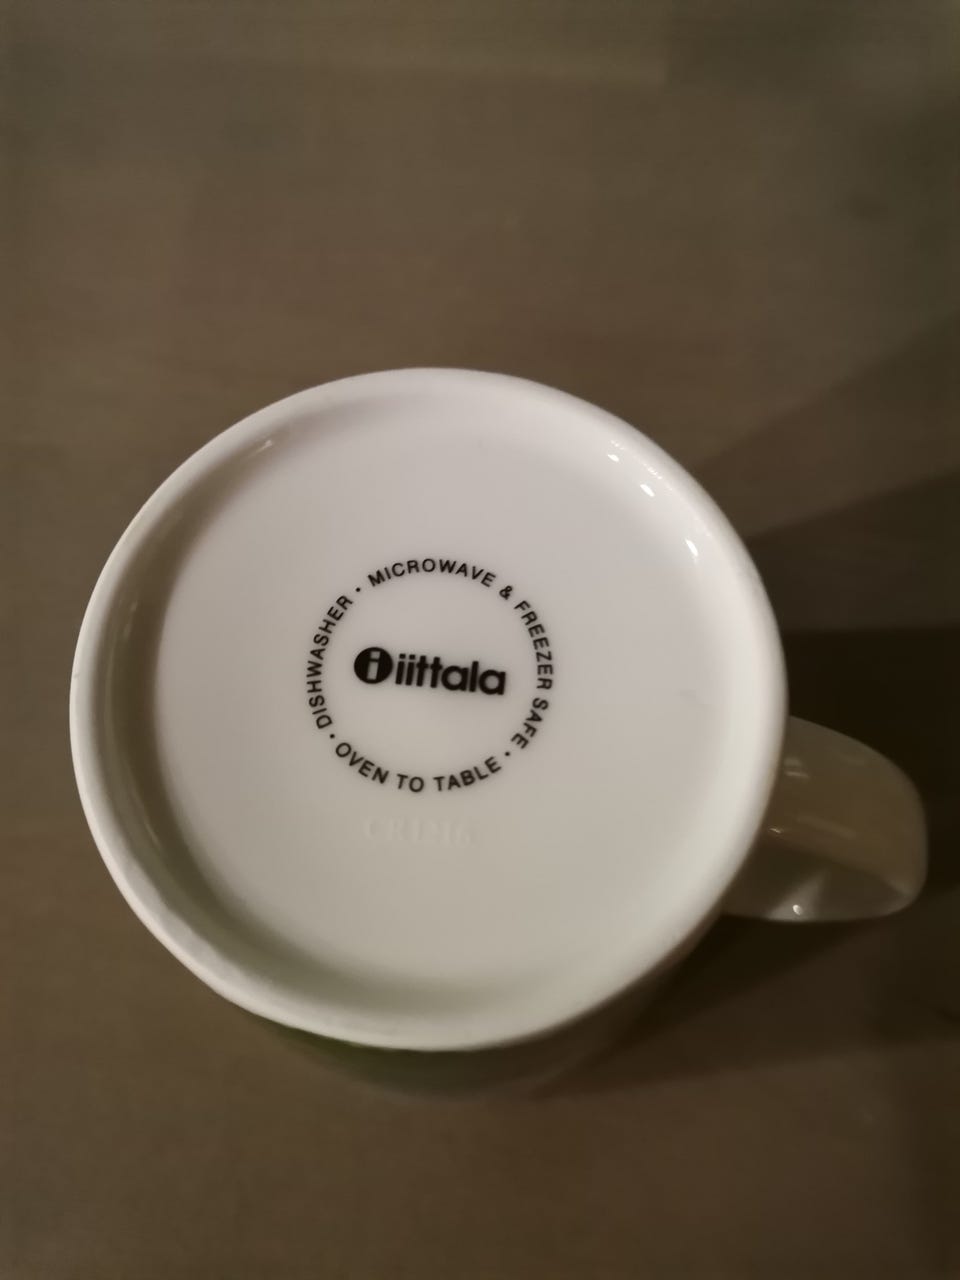 DISHWASHER · MICROWAVE & FREEZER SAFE · OVEN TO TABLE ·
i iittala